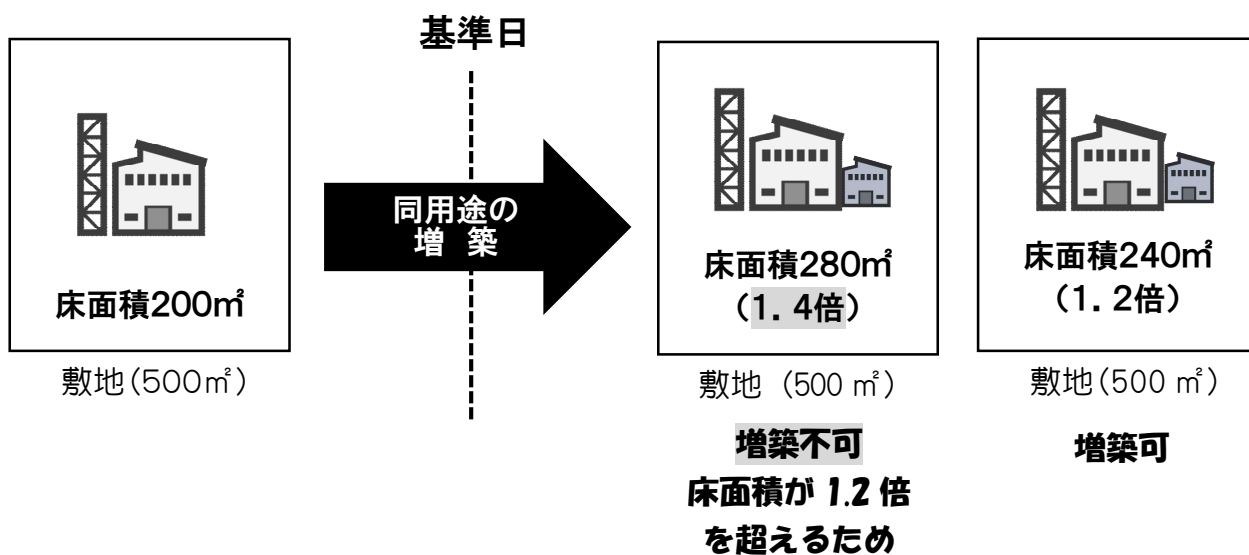 基準日
床面積200㎡
敷地(500㎡)
同用途の
増 築
床面積280㎡
（1．4倍）
敷地 (500 ㎡)
増築不可
床面積が 1.2 倍
を超えるため
床面積240㎡
（1．2倍）
敷地(500 ㎡)
増築可